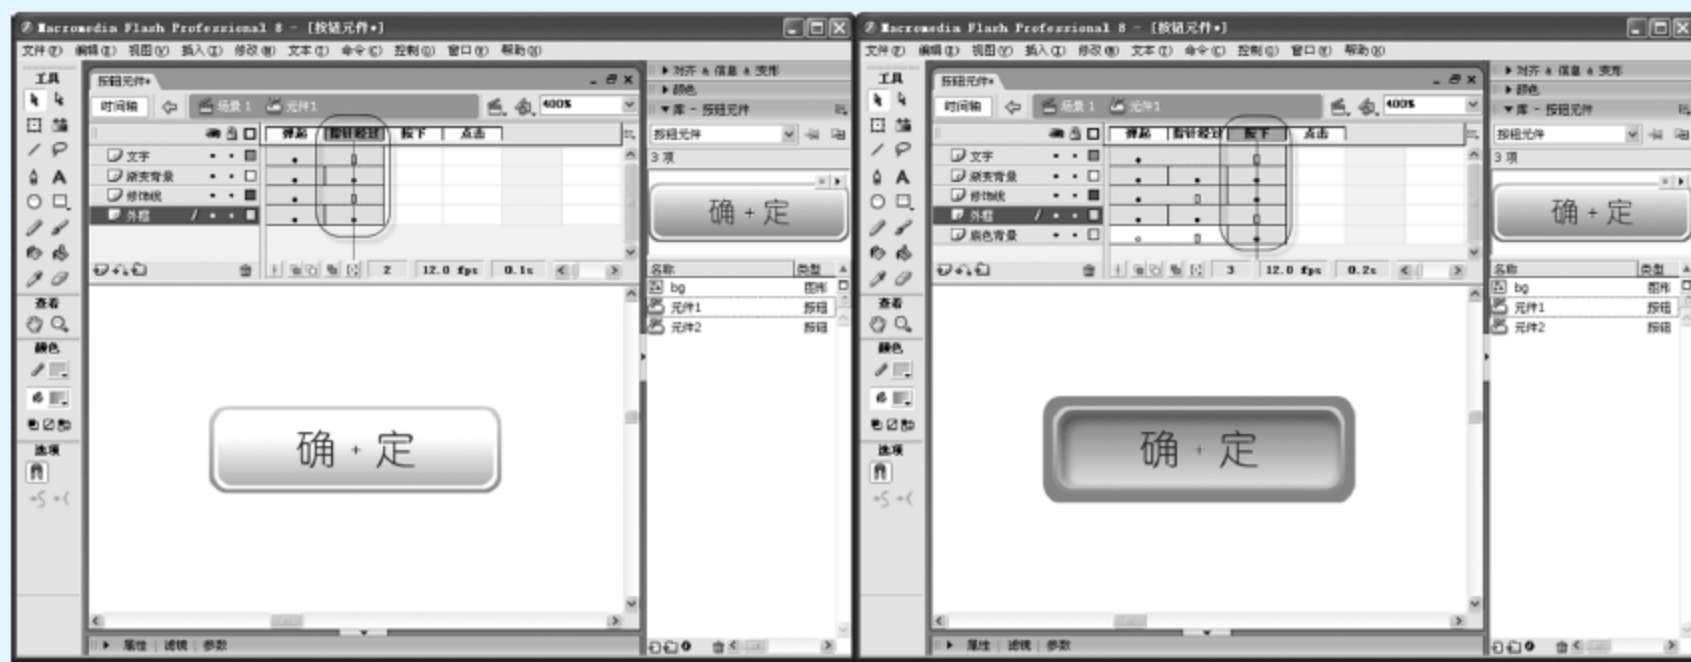 Macromedia Flash Professional 8 - [按钮元件*]
文件(F) 编辑(E) 视图(V) 插入(I) 修改(M) 文本(T) 命令(C) 控制(O) 窗口(W) 帮助(H)
工具
按钮元件*
时间轴
场景 1
元件1
400%
弹起 指针经过 按下 点击
文字
渐变背景
修饰线
外框
2 12.0 fps 0.1s
查看
颜色
选项
确 + 定
属性 滤镜 参数
对齐 & 信息 & 变形
颜色
库 - 按钮元件
按钮元件
3 项
确 + 定
名称 类型
bg 图形
元件1 按钮
元件2 按钮
Macromedia Flash Professional 8 - [按钮元件*]
文件(F) 编辑(E) 视图(V) 插入(I) 修改(M) 文本(T) 命令(C) 控制(O) 窗口(W) 帮助(H)
工具
按钮元件*
时间轴
场景 1
元件1
400%
弹起 指针经过 按下 点击
文字
渐变背景
修饰线
外框
底色背景
3 12.0 fps 0.2s
查看
颜色
选项
确 + 定
属性 滤镜 参数
对齐 & 信息 & 变形
颜色
库 - 按钮元件
按钮元件
3 项
确 + 定
名称 类型
bg 图形
元件1 按钮
元件2 按钮